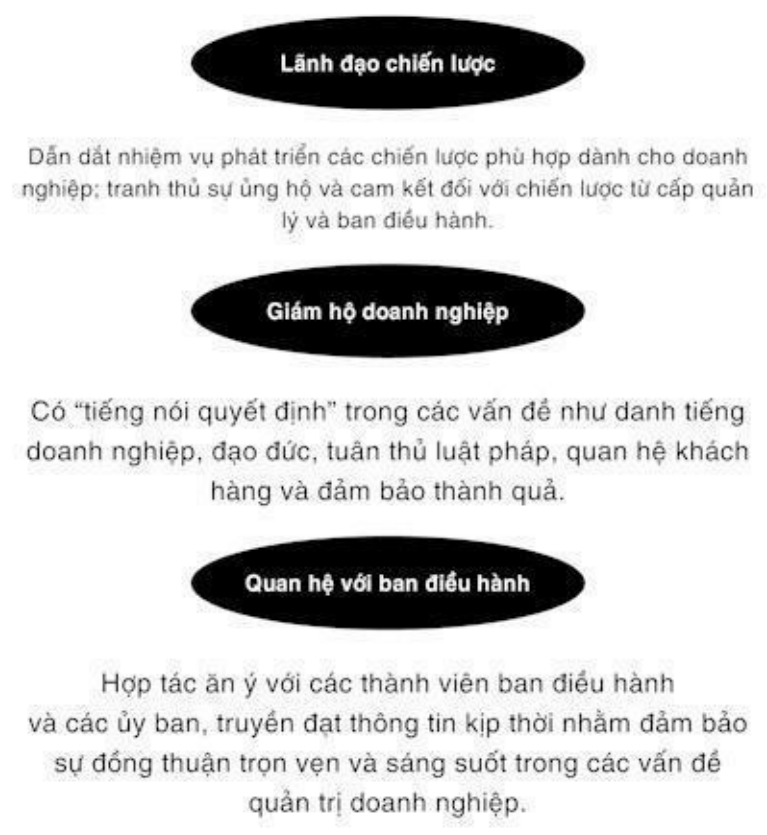 Lãnh đạo chiến lược
Dẫn dắt nhiệm vụ phát triển các chiến lược phù hợp dành cho doanh
nghiệp; tranh thủ sự ủng hộ và cam kết đối với chiến lược từ cấp quản
lý và ban điều hành.
Giám hộ doanh nghiệp
Có “tiếng nói quyết định” trong các vấn đề như danh tiếng
doanh nghiệp, đạo đức, tuân thủ luật pháp, quan hệ khách
hàng và đảm bảo thành quả.
Quan hệ với ban điều hành
Hợp tác ăn ý với các thành viên ban điều hành
và các ủy ban, truyền đạt thông tin kịp thời nhằm đảm bảo
sự đồng thuận trọn vẹn và sáng suốt trong các vấn đề
quản trị doanh nghiệp.